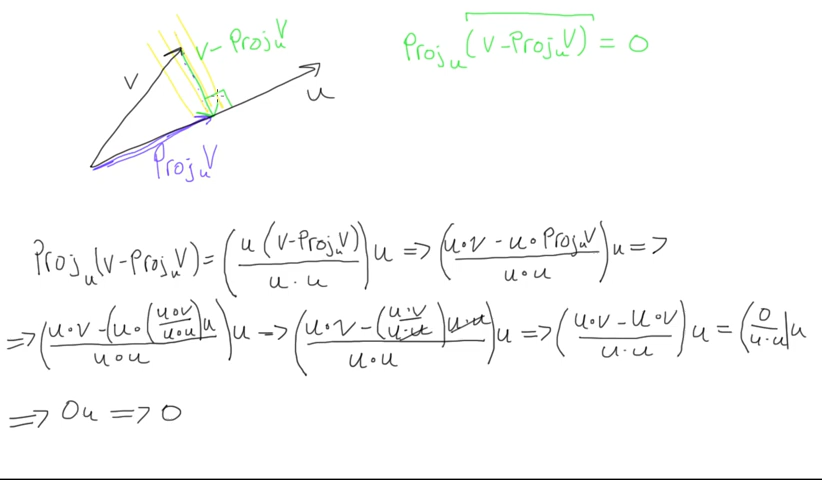 v - Proj_u V
Proj_u (v - Proj_u V) = 0
v
u
Proj_u V
Proj_u (v - Proj_u V) = (u (v - Proj_u V) / u · u) u => (u∘v - u∘Proj_u V / u∘u) u =>
=> (u∘v - (u∘(u∘v / u∘u) u) / u∘u) u -> (u∘v - (u·v / u·u) u·u / u∘u) u => (u∘v - u∘v / u·u) u = (0 / u·u) u
=> 0u => 0